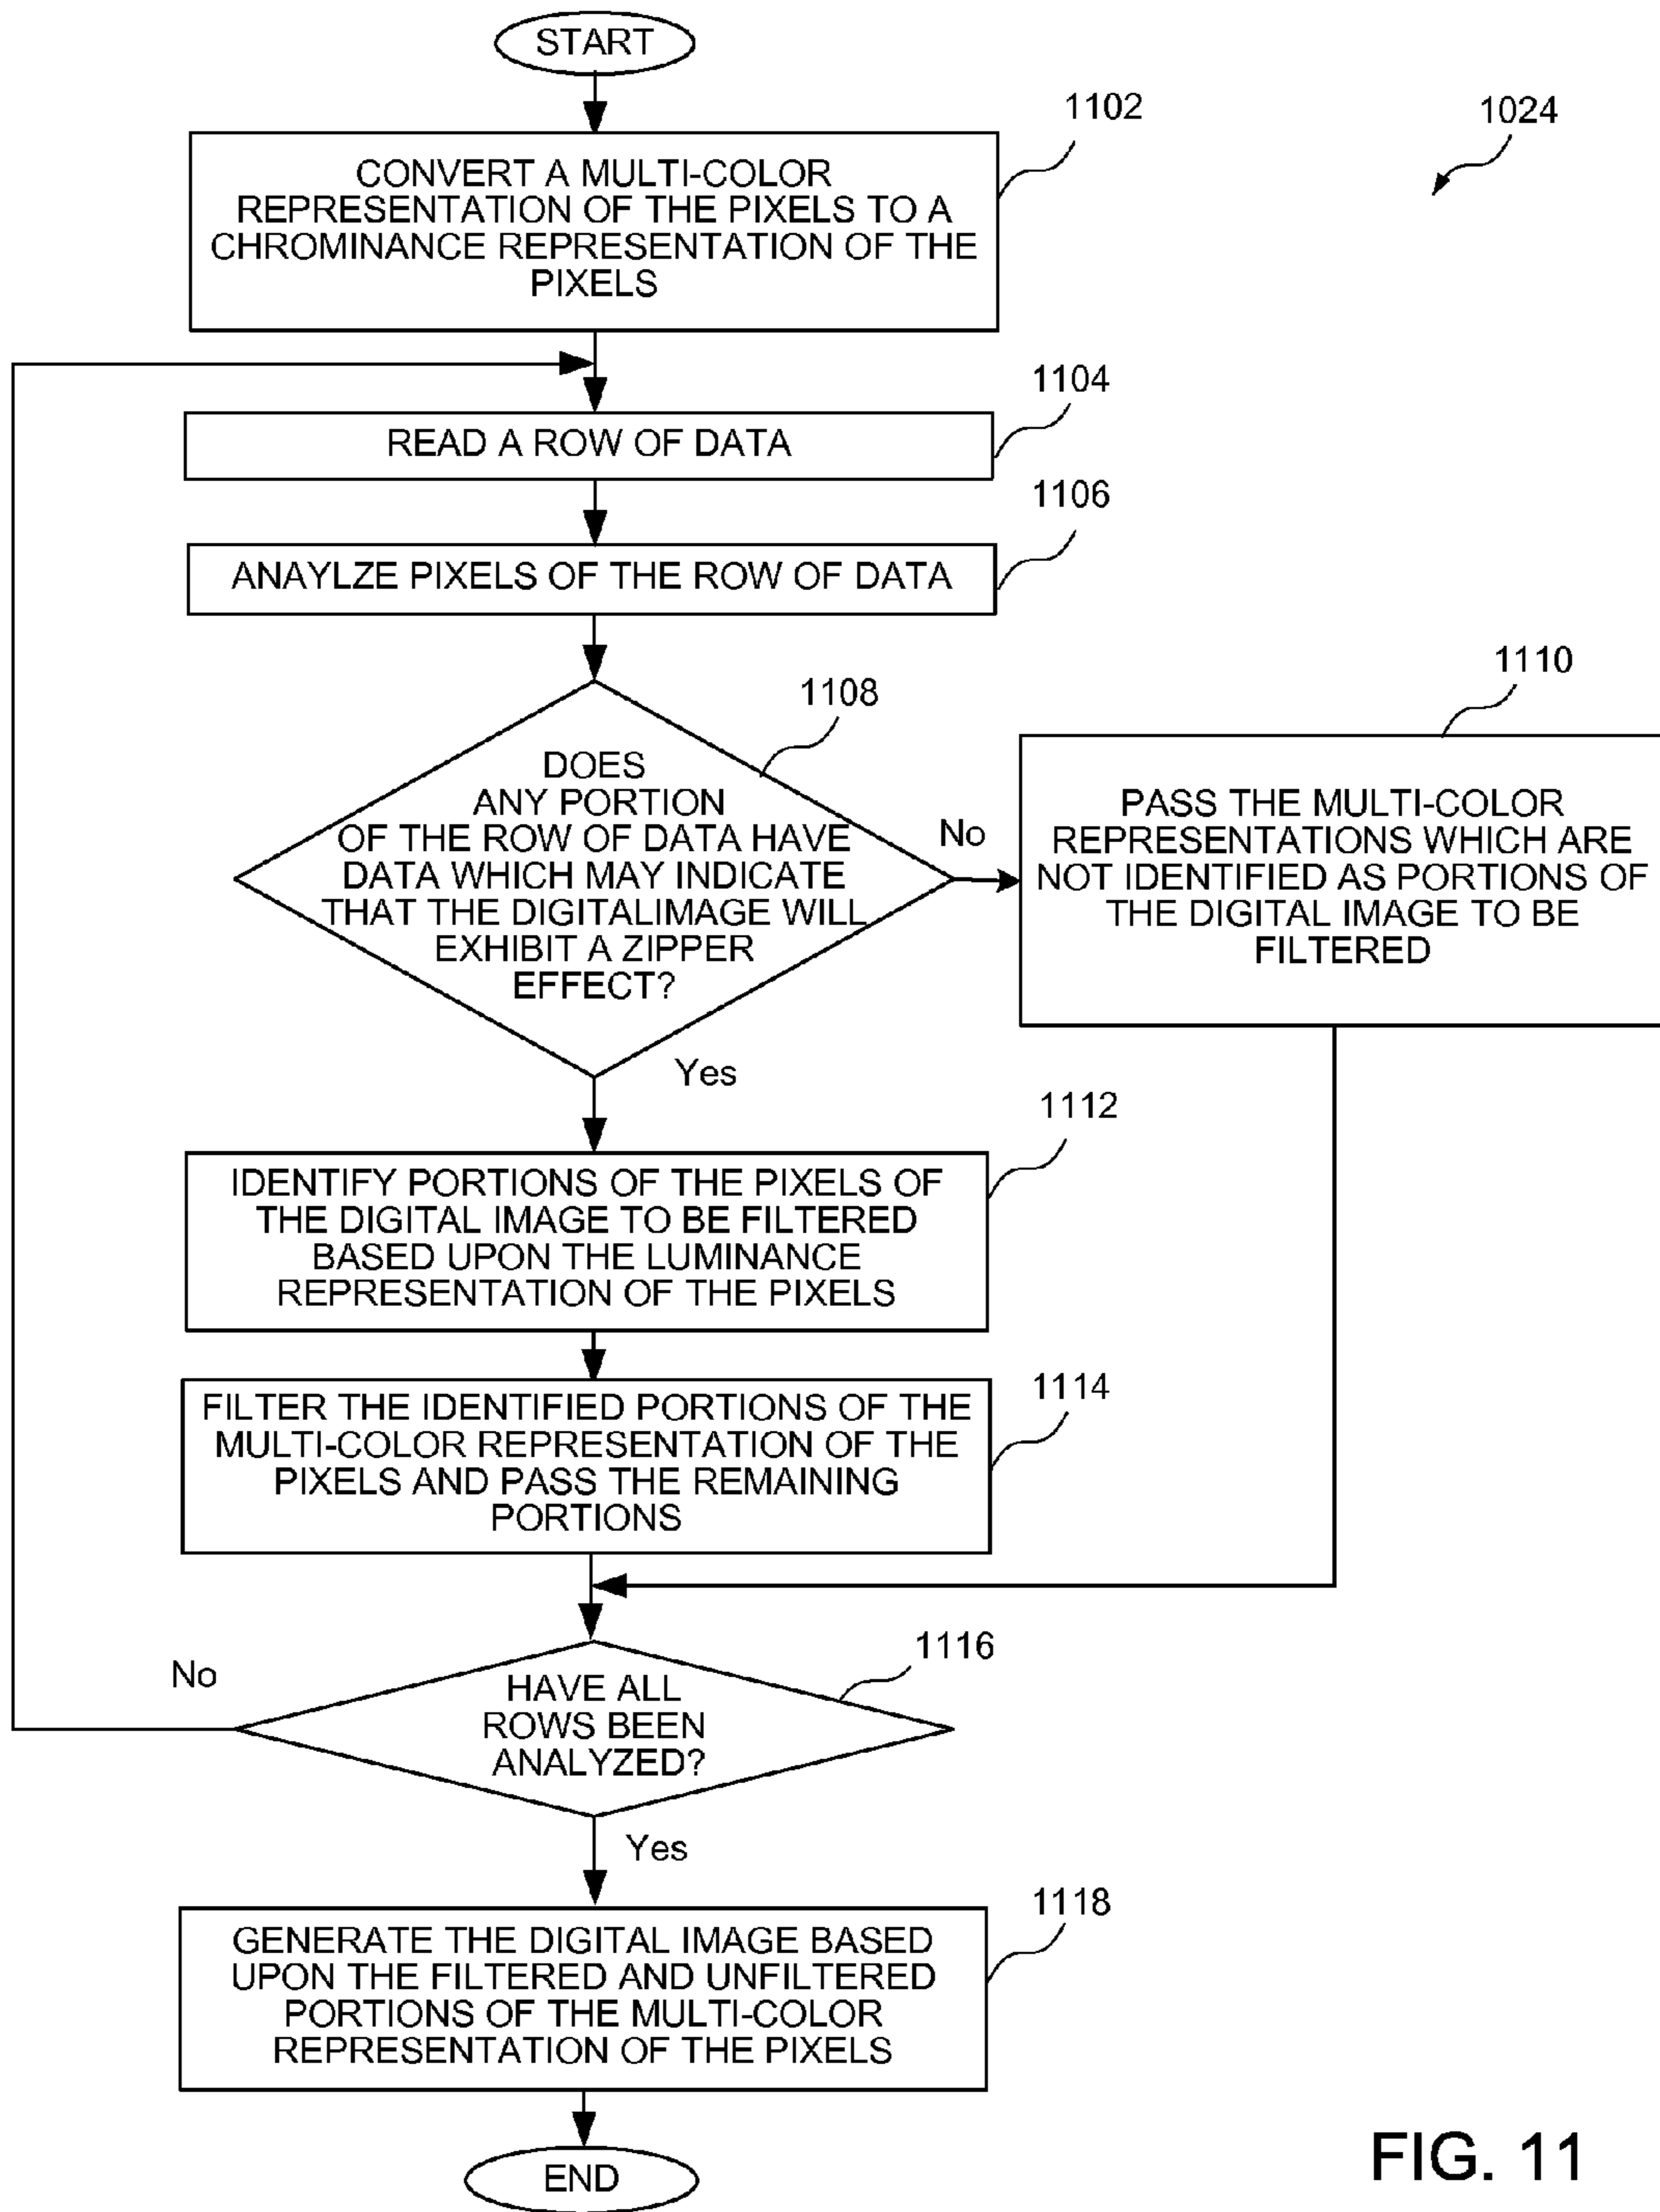 START
1102
1024
CONVERT A MULTI-COLOR
REPRESENTATION OF THE PIXELS TO A
CHROMINANCE REPRESENTATION OF THE
PIXELS
1104
READ A ROW OF DATA
1106
ANAYLZE PIXELS OF THE ROW OF DATA
1108
DOES
ANY PORTION
OF THE ROW OF DATA HAVE
DATA WHICH MAY INDICATE
THAT THE DIGITALIMAGE WILL
EXHIBIT A ZIPPER
EFFECT?
No
1110
PASS THE MULTI-COLOR
REPRESENTATIONS WHICH ARE
NOT IDENTIFIED AS PORTIONS OF
THE DIGITAL IMAGE TO BE
FILTERED
Yes
1112
IDENTIFY PORTIONS OF THE PIXELS OF
THE DIGITAL IMAGE TO BE FILTERED
BASED UPON THE LUMINANCE
REPRESENTATION OF THE PIXELS
1114
FILTER THE IDENTIFIED PORTIONS OF THE
MULTI-COLOR REPRESENTATION OF THE
PIXELS AND PASS THE REMAINING
PORTIONS
1116
No
HAVE ALL
ROWS BEEN
ANALYZED?
Yes
1118
GENERATE THE DIGITAL IMAGE BASED
UPON THE FILTERED AND UNFILTERED
PORTIONS OF THE MULTI-COLOR
REPRESENTATION OF THE PIXELS
END
FIG. 11